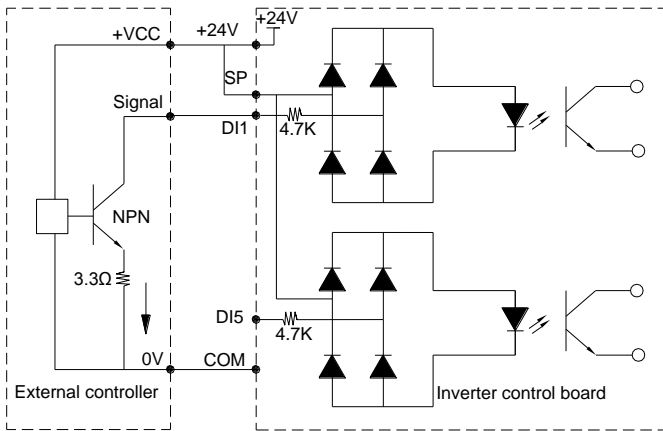 +24V
+VCC
+24V
SP
Signal
DI1
4.7K
NPN
3.3Ω
DI5
4.7K
0V
COM
External controller
Inverter control board